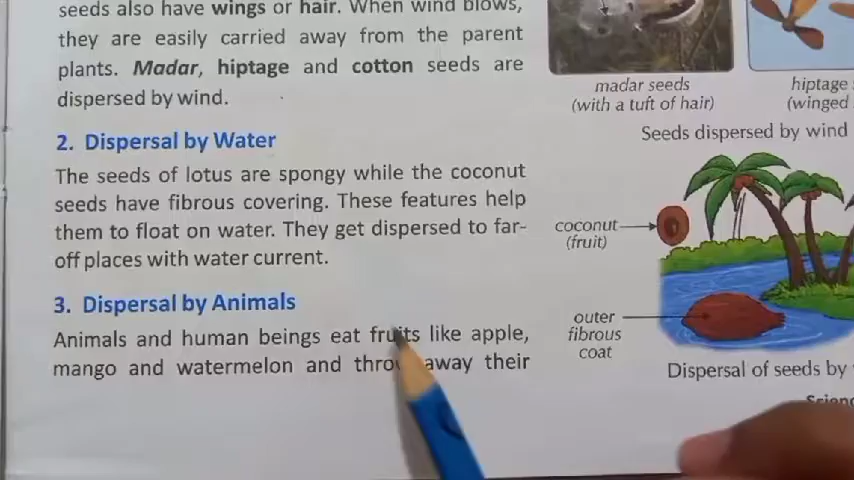 seeds also have wings or hair. When wind blows,
they are easily carried away from the parent
plants. Madar, hiptage and cotton seeds are
dispersed by wind.
2. Dispersal by Water
The seeds of lotus are spongy while the coconut
seeds have fibrous covering. These features help
them to float on water. They get dispersed to far-
off places with water current.
3. Dispersal by Animals
Animals and human beings eat fruits like apple,
mango and watermelon and throw away their
madar seeds
(with a tuft of hair)
hiptage
(winged
Seeds dispersed by wind
coconut
(fruit)
outer
fibrous
coat
Dispersal of seeds by